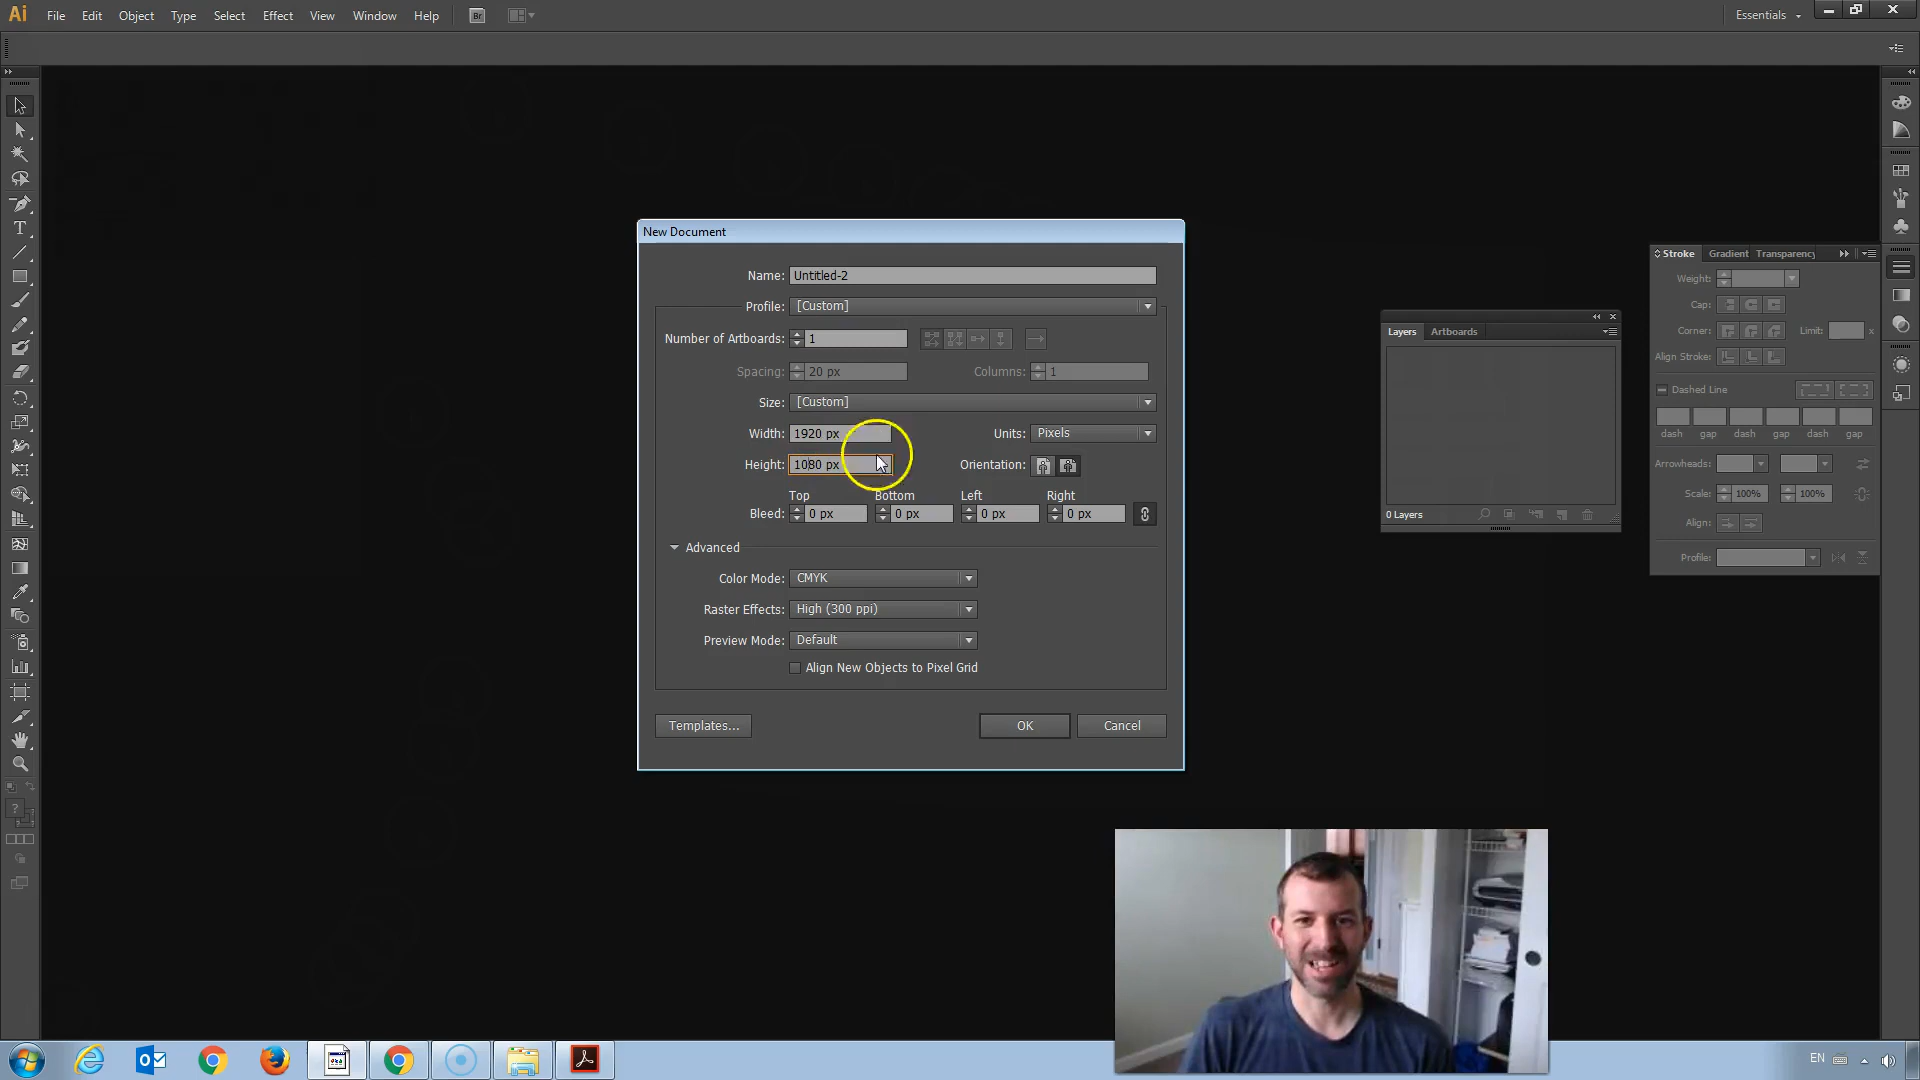 Ai File Edit Object Type Select Effect View Window Help Br Essentials
New Document
Name: Untitled-2
Profile: [Custom]
Number of Artboards: 1
Spacing: 20 px Columns: 1
Size: [Custom]
Width: 1920 px Units: Pixels
Height: 1080 px Orientation:
Top Bottom Left Right
Bleed: 0 px 0 px 0 px 0 px
Advanced
Color Mode: CMYK
Raster Effects: High (300 ppi)
Preview Mode: Default
Align New Objects to Pixel Grid
Templates... OK Cancel
Layers Artboards
0 Layers
Stroke Gradient Transparency
Weight:
Cap:
Corner: Limit: x
Align Stroke:
Dashed Line
dash gap dash gap dash gap
Arrowheads:
Scale: 100% 100%
Align:
Profile:
EN